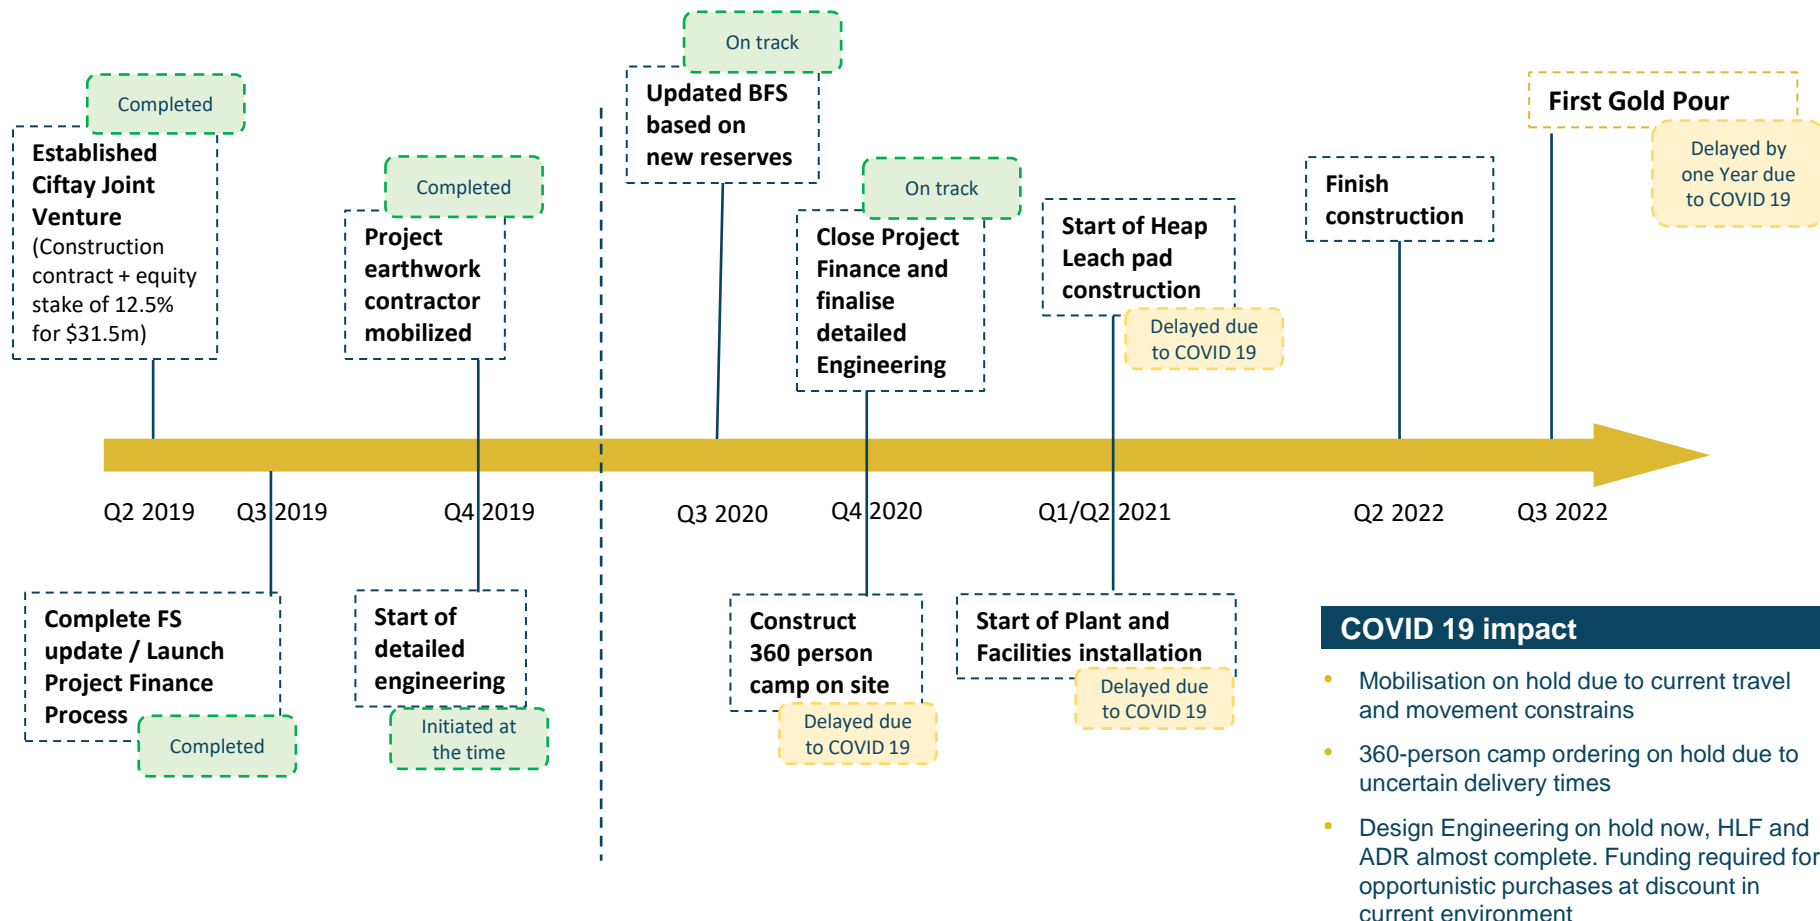 Completed
Established
Ciftay Joint
Venture
(Construction
contract + equity
stake of 12.5%
for $31.5m)
Completed
Project
earthwork
contractor
mobilized
On track
Updated BFS
based on
new reserves
On track
Close Project
Finance and
finalise
detailed
Engineering
Start of Heap
Leach pad
construction
Delayed due
to COVID 19
Finish
construction
First Gold Pour
Delayed by
one Year due
to COVID 19
Q2 2019
Q3 2019
Q4 2019
Q3 2020
Q4 2020
Q1/Q2 2021
Q2 2022
Q3 2022
Complete FS
update / Launch
Project Finance
Process
Completed
Start of
detailed
engineering
Initiated at
the time
Construct
360 person
camp on site
Delayed due
to COVID 19
Start of Plant and
Facilities installation
Delayed due
to COVID 19
COVID 19 impact
• Mobilisation on hold due to current travel
and movement constrains
• 360-person camp ordering on hold due to
uncertain delivery times
• Design Engineering on hold now, HLF and
ADR almost complete. Funding required for
opportunistic purchases at discount in
current environment